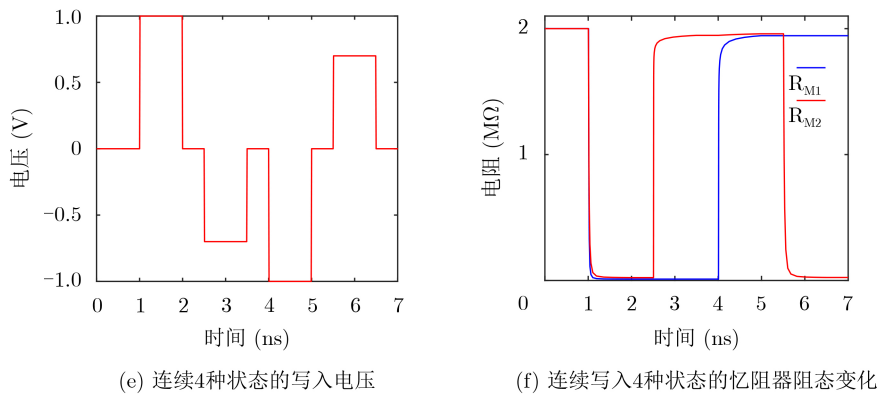 1.0
0.5
0
−0.5
−1.0
电压 (V)
0 1 2 3 4 5 6 7
时间 (ns)
(e) 连续4种状态的写入电压
2
1
0
电阻 (MΩ)
R_M1
R_M2
1 2 3 4 5 6 7
时间 (ns)
(f) 连续写入4种状态的忆阻器阻态变化